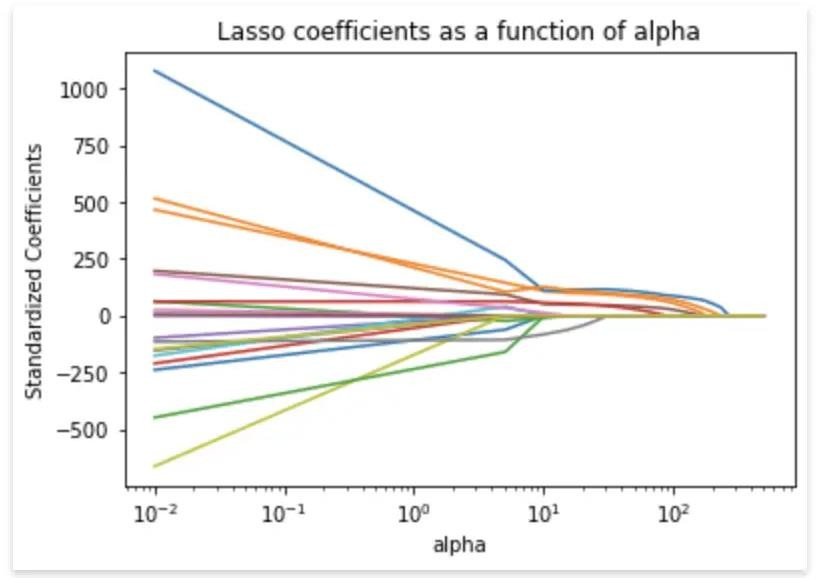 Lasso coefficients as a function of alpha
Standardized Coefficients
1000
750
500
250
0
−250
−500
10⁻² 10⁻¹ 10⁰ 10¹ 10²
alpha